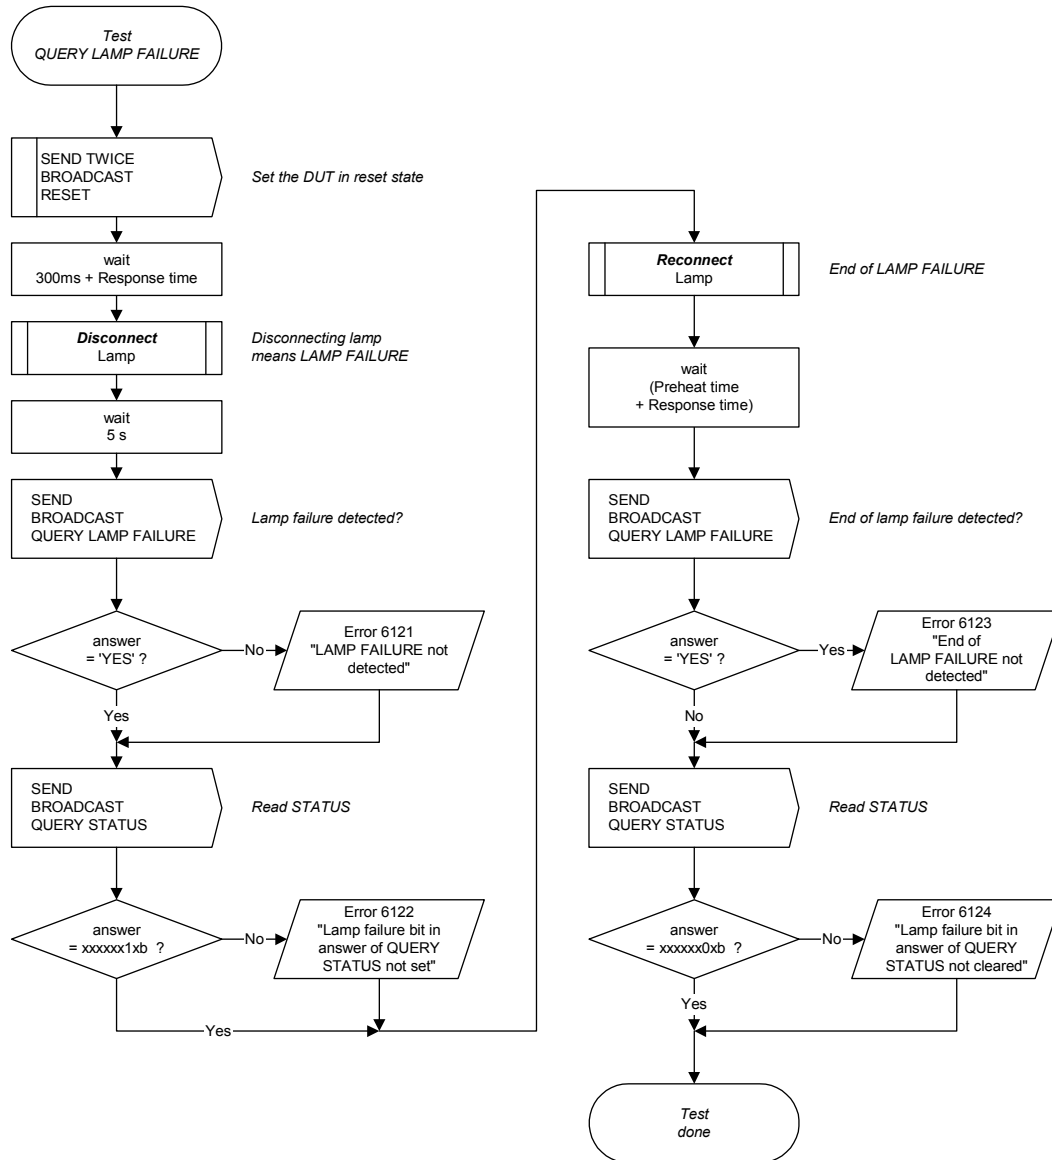 Test
QUERY LAMP FAILURE
SEND TWICE
BROADCAST
RESET
Set the DUT in reset state
wait
300ms + Response time
Disconnect
Lamp
Disconnecting lamp
means LAMP FAILURE
wait
5 s
SEND
BROADCAST
QUERY LAMP FAILURE
Lamp failure detected?
answer
= 'YES' ?
No
Error 6121
"LAMP FAILURE not
detected"
Yes
SEND
BROADCAST
QUERY STATUS
Read STATUS
answer
= xxxxxx1xb ?
No
Error 6122
"Lamp failure bit in
answer of QUERY
STATUS not set"
Yes
Reconnect
Lamp
End of LAMP FAILURE
wait
(Preheat time
+ Response time)
SEND
BROADCAST
QUERY LAMP FAILURE
End of lamp failure detected?
answer
= 'YES' ?
Yes
Error 6123
"End of
LAMP FAILURE not
detected"
No
SEND
BROADCAST
QUERY STATUS
Read STATUS
answer
= xxxxxx0xb ?
No
Error 6124
"Lamp failure bit in
answer of QUERY
STATUS not cleared"
Yes
Test
done